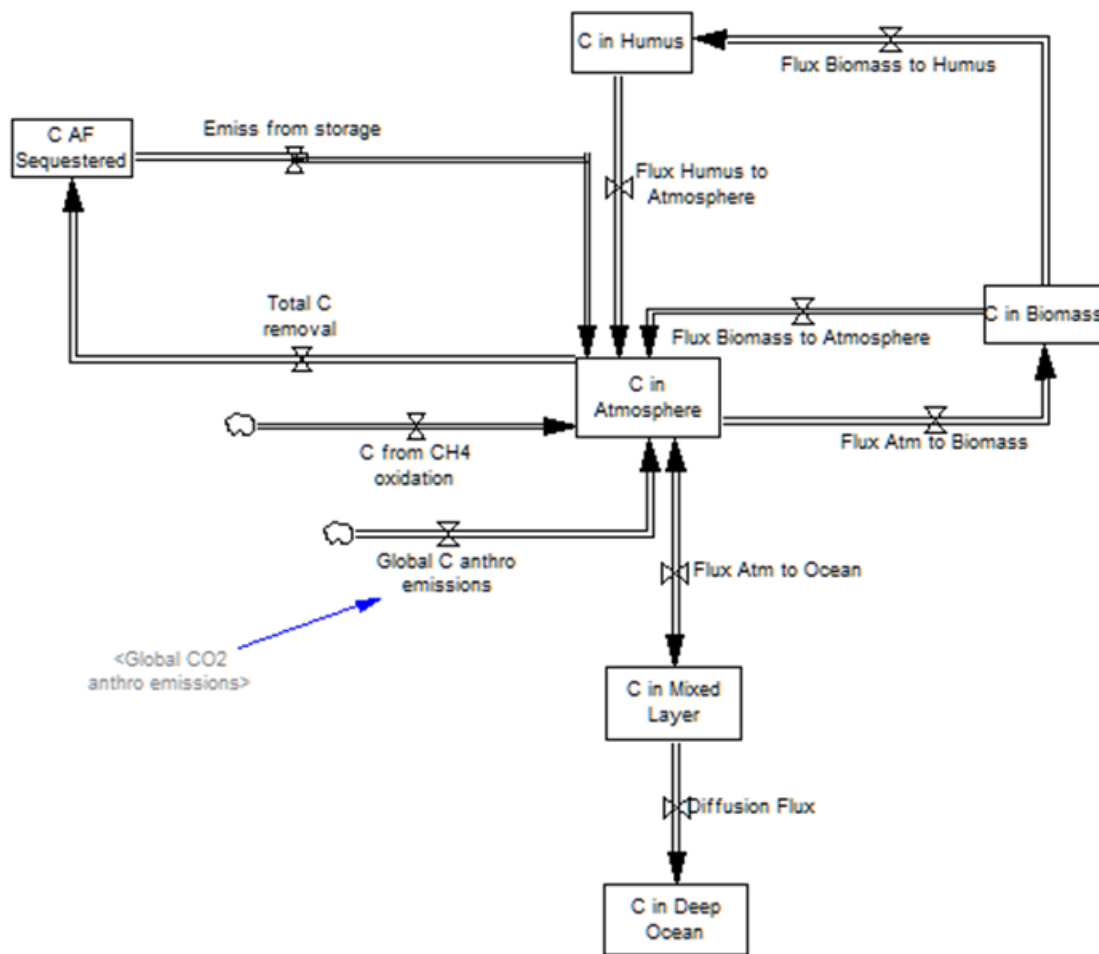 C in Humus
Flux Biomass to Humus
C AF
Sequestered
Emiss from storage
Flux Humus to
Atmosphere
Total C
removal
C in Biomass
Flux Biomass to Atmosphere
C in
Atmosphere
Flux Atm to Biomass
C from CH4
oxidation
Global C anthro
emissions
Flux Atm to Ocean
<Global CO2
anthro emissions>
C in Mixed
Layer
Diffusion Flux
C in Deep
Ocean